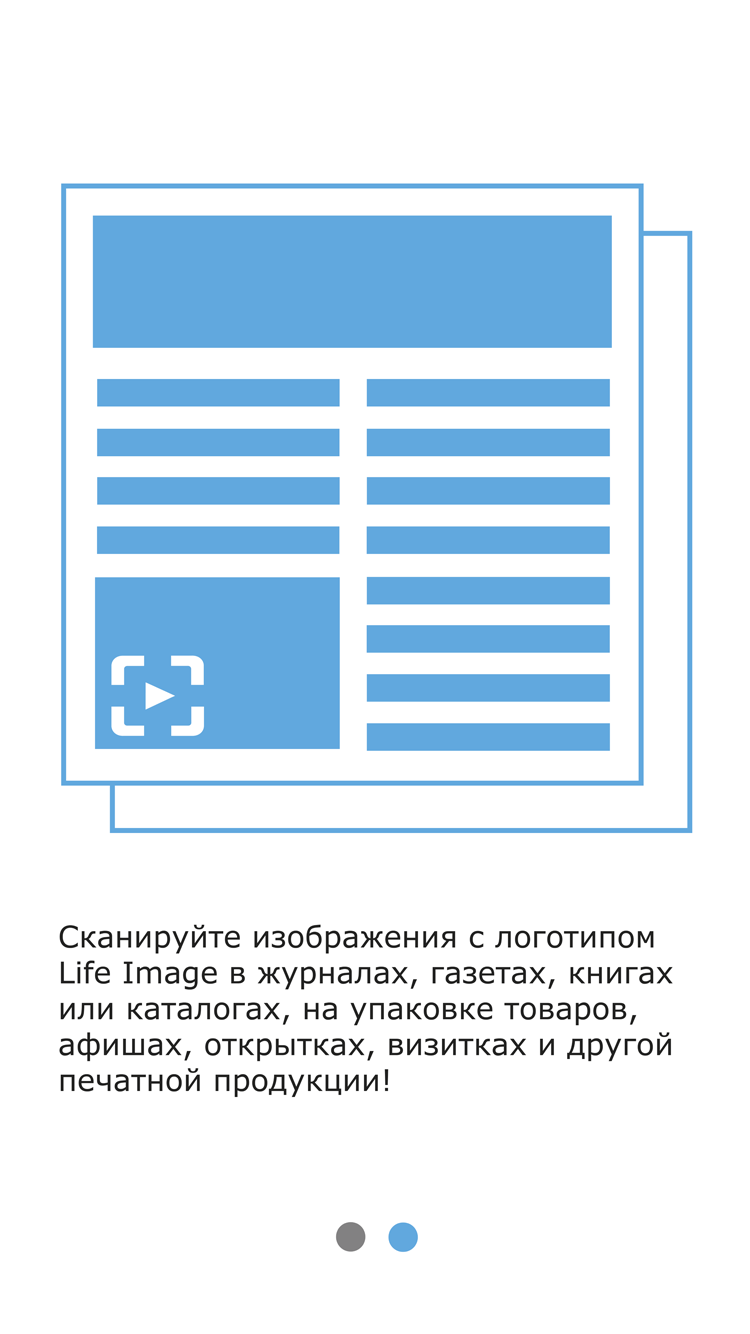 Сканируйте изображения с логотипом
Life Image в журналах, газетах, книгах
или каталогах, на упаковке товаров,
афишах, открытках, визитках и другой
печатной продукции!